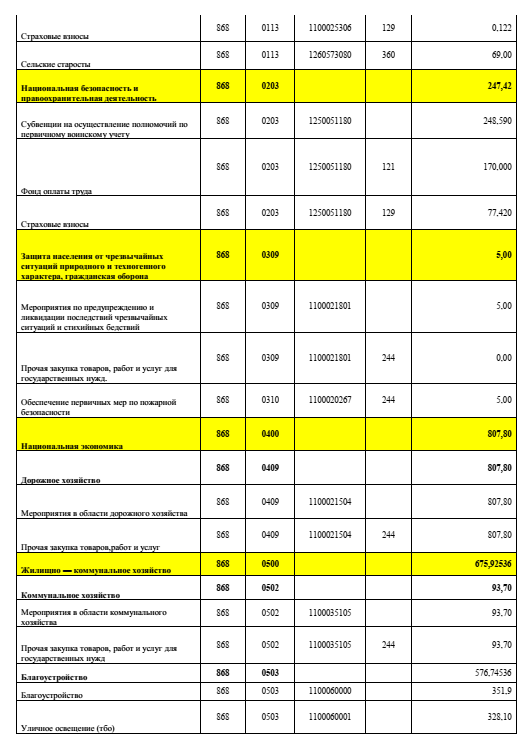 Страховые взносы 868 0113 1100025306 129 0,122
Сельские старосты 868 0113 1260573080 360 69,00
Национальная безопасность и
правоохранительная деятельность 868 0203 247,42
Субвенции на осуществление полномочий по
первичному воинскому учету 868 0203 1250051180 248,590
Фонд оплаты труда 868 0203 1250051180 121 170,000
Страховые взносы 868 0203 1250051180 129 77,420
Защита населения от чрезвычайных
ситуаций природного и техногенного
характера, гражданская оборона 868 0309 5,00
Мероприятия по предупреждению и
ликвидации последствий чрезвычайных
ситуаций и стихийных бедствий 868 0309 1100021801 5,00
Прочая закупка товаров, работ и услуг для
государственных нужд. 868 0309 1100021801 244 0,00
Обеспечение первичных мер по пожарной
безопасности 868 0310 1100020267 244 5,00
Национальная экономика 868 0400 807,80
Дорожное хозяйство 868 0409 807,80
Мероприятия в области дорожного хозяйства 868 0409 1100021504 807,80
Прочая закупка товаров,работ и услуг 868 0409 1100021504 244 807,80
Жилищно — коммунальное хозяйство 868 0500 675,92536
Коммунальное хозяйство 868 0502 93,70
Мероприятия в области коммунального
хозяйства 868 0502 1100035105 93,70
Прочая закупка товаров, работ и услуг для
государственных нужд 868 0502 1100035105 244 93,70
Благоустройство 868 0503 576,74536
Благоустройство 868 0503 1100060000 351,9
Уличное освещение (тбо) 868 0503 1100060001 328,10